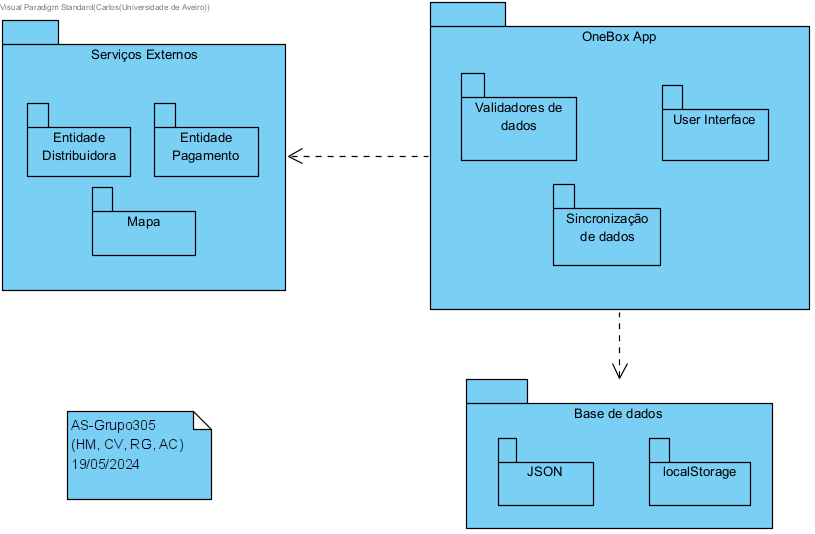 Visual Paradigm Standard(Carlos(Universidade de Aveiro))
Serviços Externos
Entidade
Distribuidora
Entidade
Pagamento
Mapa
OneBox App
Validadores de
dados
User Interface
Sincronização
de dados
Base de dados
JSON
localStorage
AS-Grupo305
(HM, CV, RG, AC)
19/05/2024